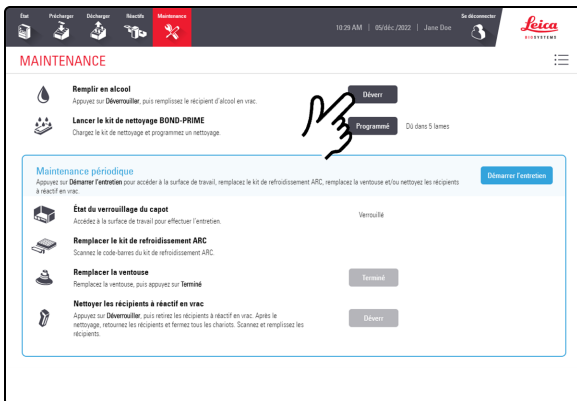 État Précharger Décharger Réactifs Maintenance
10:29 AM | 05/déc./2022 | Jane Doe
Se déconnecter
Leica
BIOSYSTEMS
MAINTENANCE
Remplir en alcool
Appuyez sur Déverrouiller, puis remplissez le récipient d'alcool en vrac.
Déverr
Lancer le kit de nettoyage BOND-PRIME
Chargez le kit de nettoyage et programmez un nettoyage.
Programmé
Dû dans 5 lames
Maintenance périodique
Appuyez sur Démarrer l'entretien pour accéder à la surface de travail, remplacez le kit de refroidissement ARC, remplacez la ventouse et/ou nettoyez les récipients
à réactif en vrac.
Démarrer l'entretien
État du verrouillage du capot
Accédez à la surface de travail pour effectuer l'entretien.
Verrouillé
Remplacer le kit de refroidissement ARC
Scannez le code-barres du kit de refroidissement ARC.
Remplacer la ventouse
Remplacez la ventouse, puis appuyez sur Terminé
Terminé
Nettoyer les récipients à réactif en vrac
Appuyez sur Déverrouiller, puis retirez les récipients à réactif en vrac. Après le
nettoyage, retournez les récipients et fermez tous les chariots. Scannez et remplissez les
récipients.
Déverr